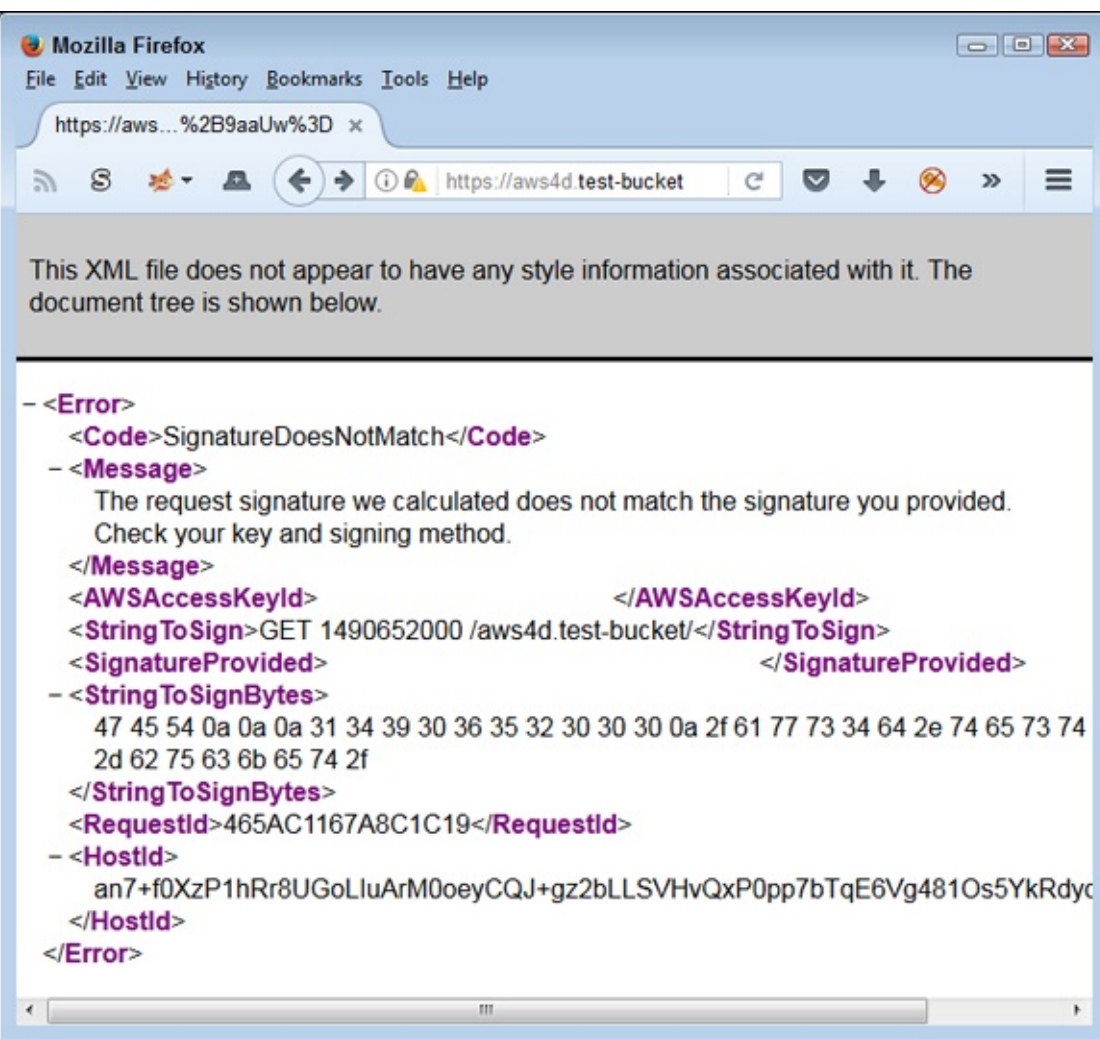 Mozilla Firefox
File Edit View History Bookmarks Tools Help
https://aws...%2B9aaUw%3D ×
S https://aws4d.test-bucket »
This XML file does not appear to have any style information associated with it. The
document tree is shown below.
– <Error>
<Code>SignatureDoesNotMatch</Code>
– <Message>
The request signature we calculated does not match the signature you provided.
Check your key and signing method.
</Message>
<AWSAccessKeyId> </AWSAccessKeyId>
<StringToSign>GET 1490652000 /aws4d.test-bucket/</StringToSign>
<SignatureProvided> </SignatureProvided>
– <StringToSignBytes>
47 45 54 0a 0a 0a 31 34 39 30 36 35 32 30 30 30 0a 2f 61 77 73 34 64 2e 74 65 73 74
2d 62 75 63 6b 65 74 2f
</StringToSignBytes>
<RequestId>465AC1167A8C1C19</RequestId>
– <HostId>
an7+f0XzP1hRr8UGoLIuArM0oeyCQJ+gz2bLLSVHvQxP0pp7bTqE6Vg481Os5YkRdyc
</HostId>
</Error>